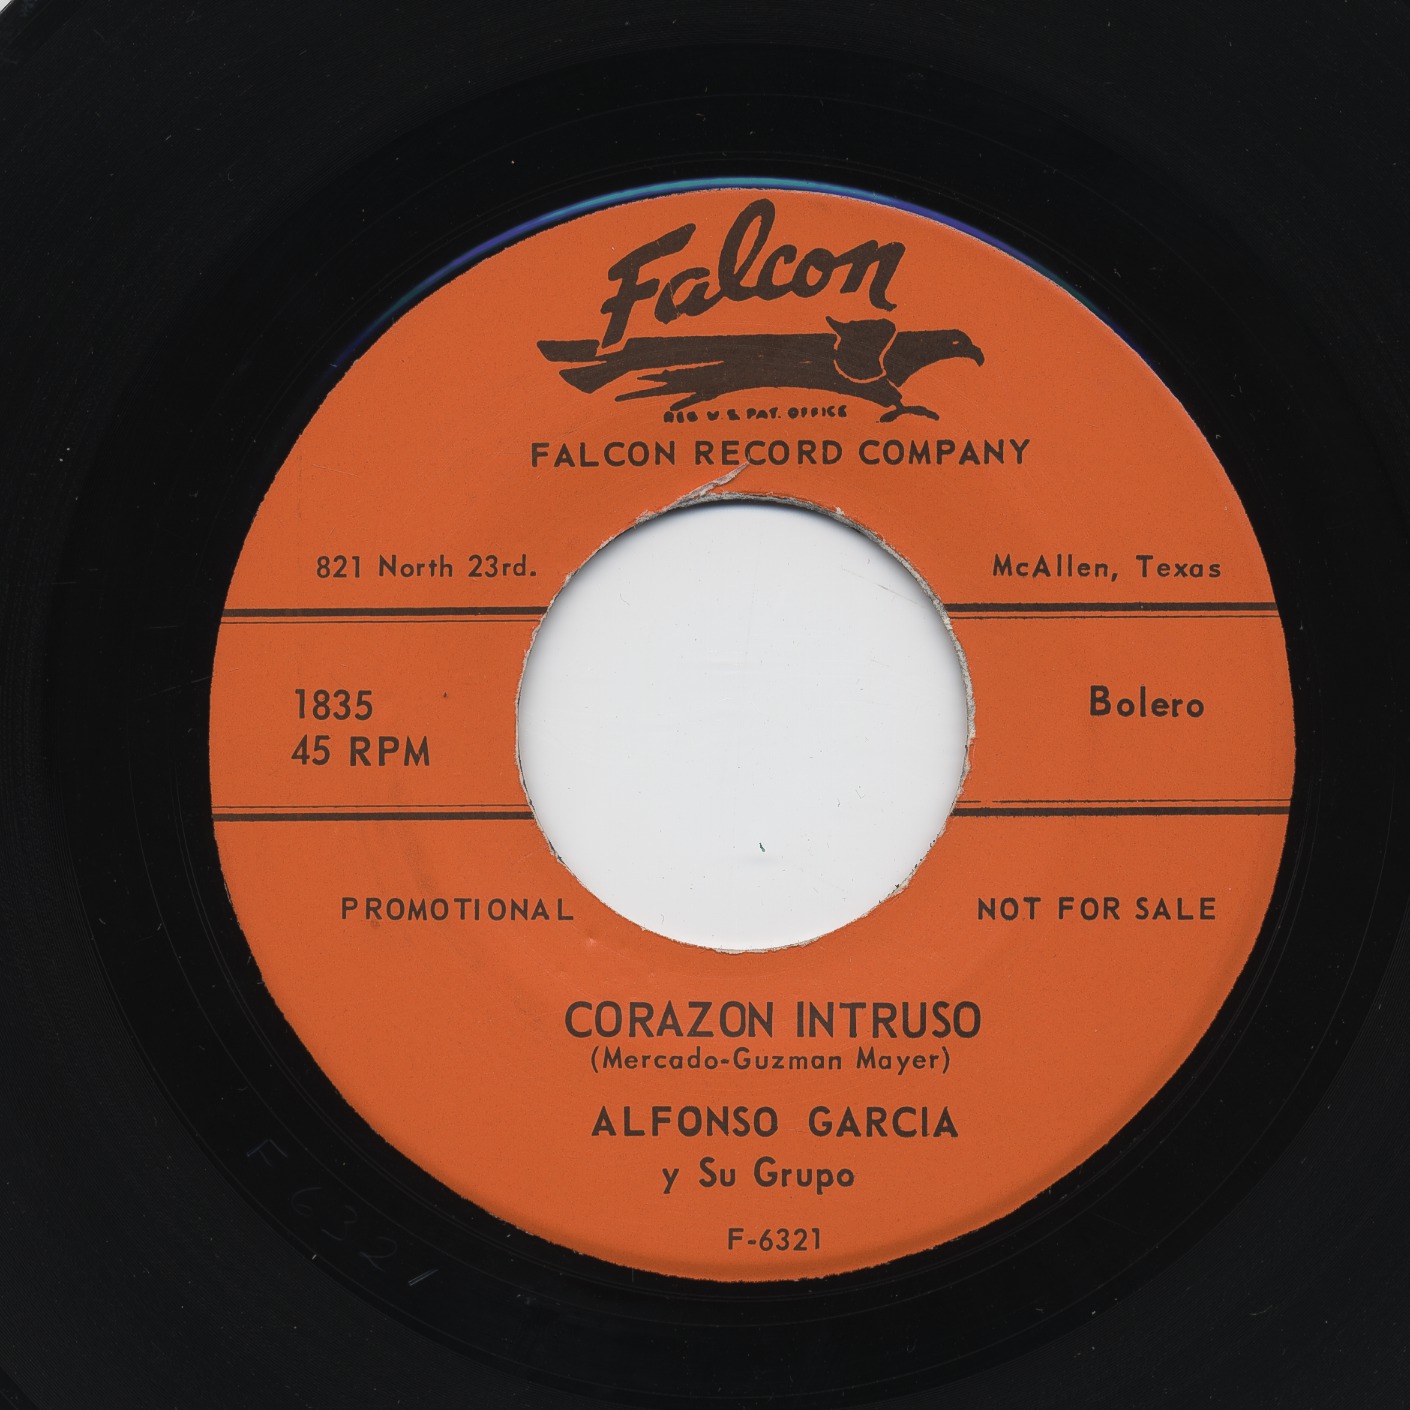 Falcon
REG U.S. PAT. OFFICE
FALCON RECORD COMPANY
821 North 23rd.
McAllen, Texas
1835
45 RPM
Bolero
PROMOTIONAL
NOT FOR SALE
CORAZON INTRUSO
(Mercado-Guzman Mayer)
ALFONSO GARCIA
y Su Grupo
F-6321
F 6321